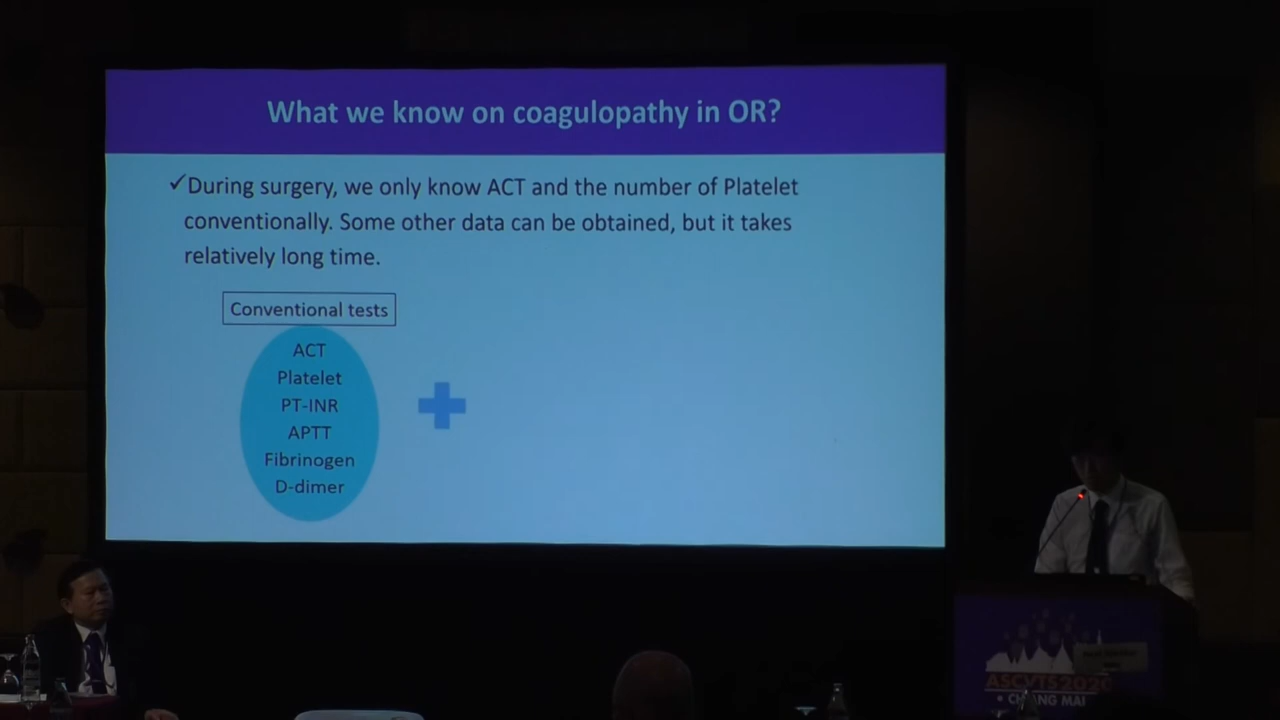 What we know on coagulopathy in OR?
✓During surgery, we only know ACT and the number of Platelet
conventionally. Some other data can be obtained, but it takes
relatively long time.
Conventional tests
ACT
Platelet
PT-INR
APTT
Fibrinogen
D-dimer
ASCVTS2020
• CHIANG MAI